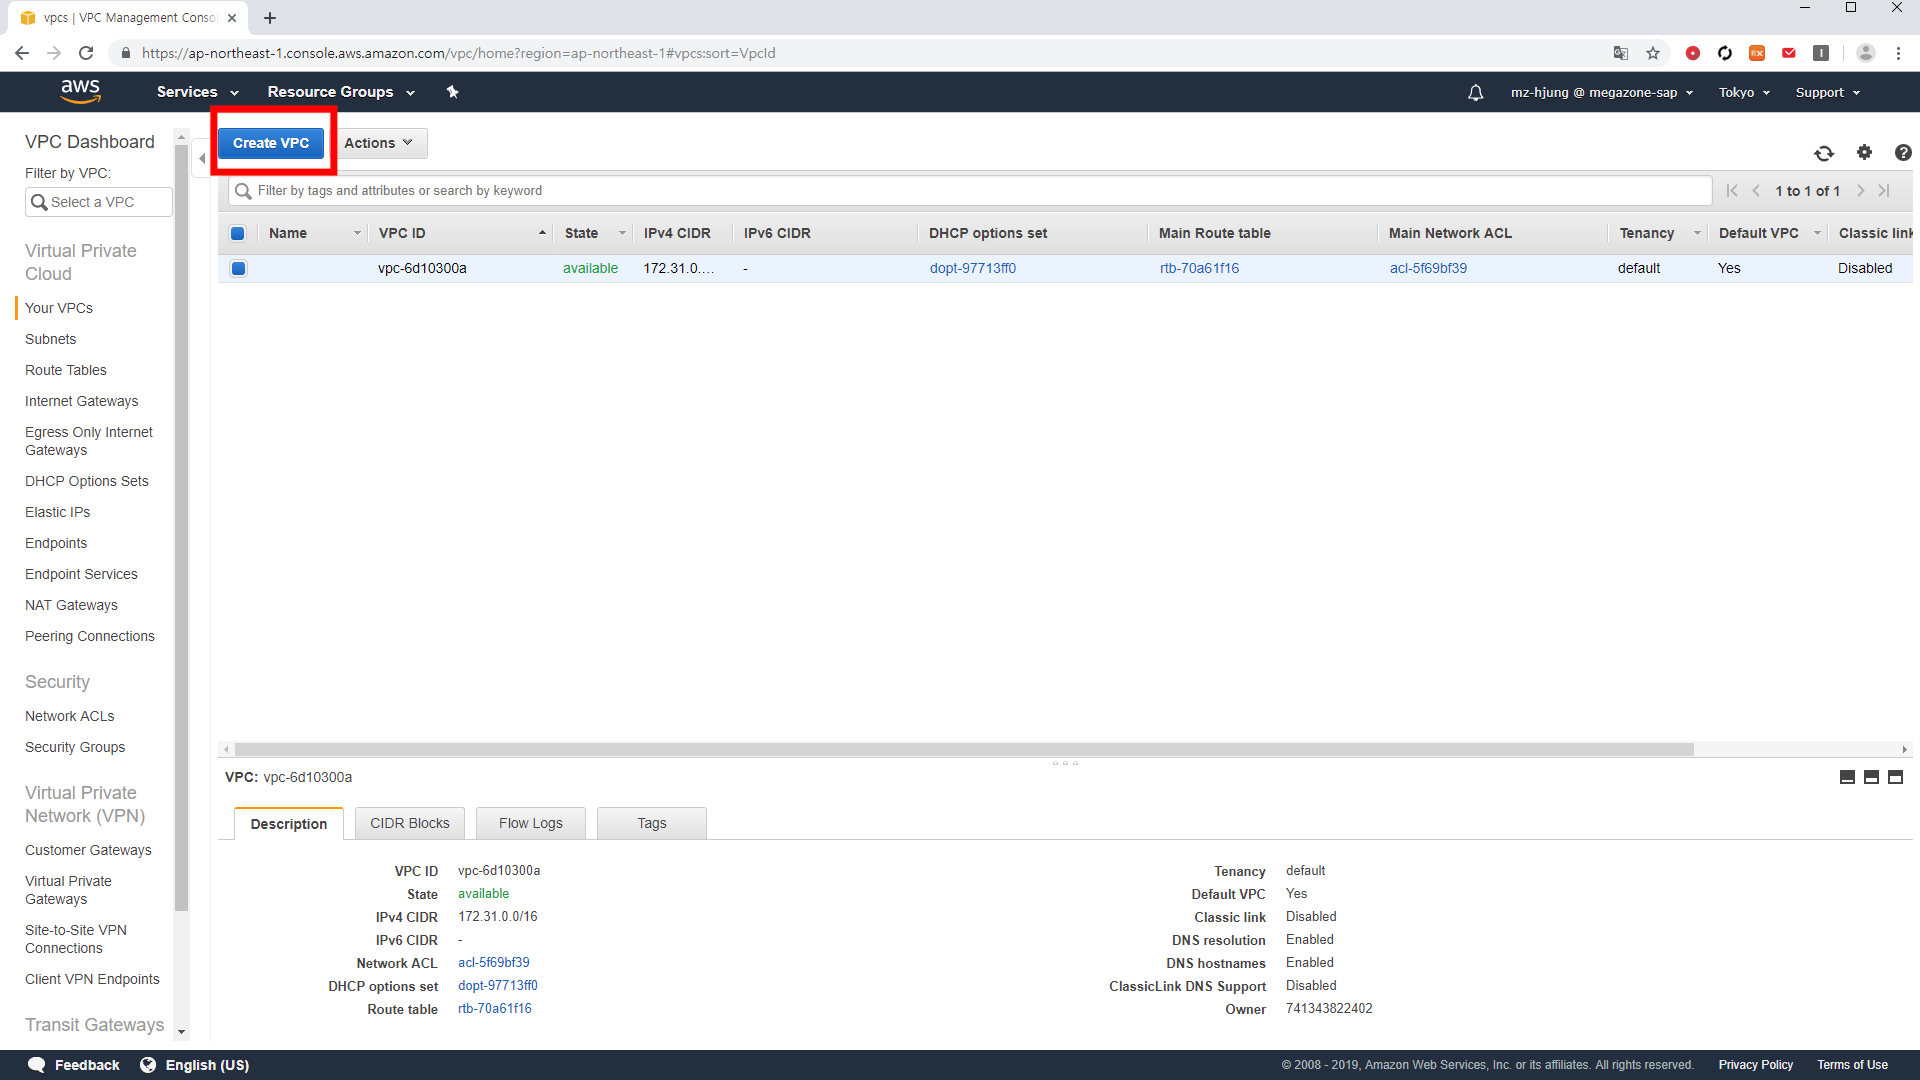 vpcs | VPC Management Conso
https://ap-northeast-1.console.aws.amazon.com/vpc/home?region=ap-northeast-1#vpcs:sort=VpcId
EX
aws Services Resource Groups mz-hjung @ megazone-sap Tokyo Support
VPC Dashboard
Filter by VPC:
Select a VPC
Virtual Private
Cloud
Your VPCs
Subnets
Route Tables
Internet Gateways
Egress Only Internet
Gateways
DHCP Options Sets
Elastic IPs
Endpoints
Endpoint Services
NAT Gateways
Peering Connections
Security
Network ACLs
Security Groups
Virtual Private
Network (VPN)
Customer Gateways
Virtual Private
Gateways
Site-to-Site VPN
Connections
Client VPN Endpoints
Transit Gateways
Create VPC Actions
Filter by tags and attributes or search by keyword
1 to 1 of 1
Name VPC ID State IPv4 CIDR IPv6 CIDR DHCP options set Main Route table Main Network ACL Tenancy Default VPC Classic link
vpc-6d10300a available 172.31.0.... - dopt-97713ff0 rtb-70a61f16 acl-5f69bf39 default Yes Disabled
VPC: vpc-6d10300a
Description CIDR Blocks Flow Logs Tags
VPC ID vpc-6d10300a
State available
IPv4 CIDR 172.31.0.0/16
IPv6 CIDR -
Network ACL acl-5f69bf39
DHCP options set dopt-97713ff0
Route table rtb-70a61f16
Tenancy default
Default VPC Yes
Classic link Disabled
DNS resolution Enabled
DNS hostnames Enabled
ClassicLink DNS Support Disabled
Owner 741343822402
Feedback English (US) © 2008 - 2019, Amazon Web Services, Inc. or its affiliates. All rights reserved. Privacy Policy Terms of Use